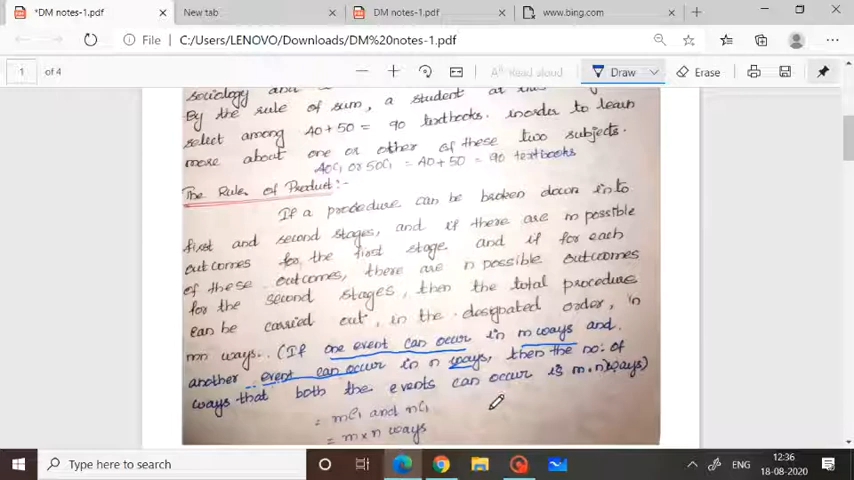 *DM notes-1.pdf
New tab
DM notes-1.pdf
www.bing.com
File
C:/Users/LENOVO/Downloads/DM%20notes-1.pdf
1 of 4
Read aloud
Draw
Erase
sociology and
By the rule of sum, a student at this
select among 40+50 = 90 textbooks. inorder to learn
more about one or other of these two subjects.
40C1 or 50C1 = 40+50 = 90 textbooks
The Rules of Product:-
If a procedure can be broken down into
first and second stages, and if there are m possible
outcomes for the first stage and if for each
of these outcomes, there are n possible outcomes
for the second stages, then the total procedure
can be carried out, in the designated order, in
mn ways.. (If one event can occur in m ways and
another event can occur in n ways, then the no: of
ways that both the events can occur is m.n ways)
= mC1 and nC1
= m×n ways
Type here to search
ENG
12:36
18-08-2020